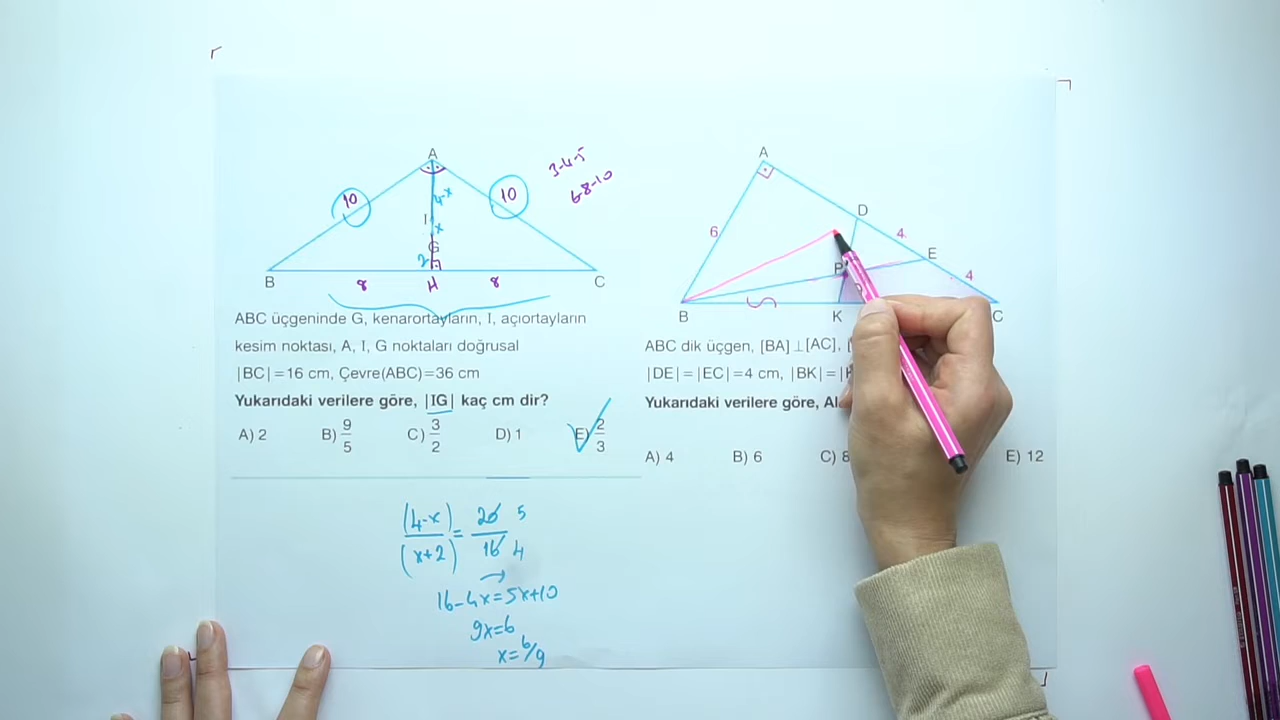 A
10
10
4-x
I
x
G
2
B
8
H
8
C
3-4-5
6-8-10
ABC üçgeninde G, kenarortayların, I, açıortayların
kesim noktası, A, I, G noktaları doğrusal
|BC|=16 cm, Çevre(ABC)=36 cm
Yukarıdaki verilere göre, |IG| kaç cm dir?
A) 2 B) 9/5 C) 3/2 D) 1 E) 2/3
(4-x)/(x+2) = 20/16 5/4
16-4x=5x+10
9x=6
x=6/9
A
6
D
4
E
4
P
B
K
C
ABC dik üçgen, [BA]⊥[AC],
|DE|=|EC|=4 cm, |BK|=
Yukarıdaki verilere göre,
A) 4 B) 6 C) 8 E) 12